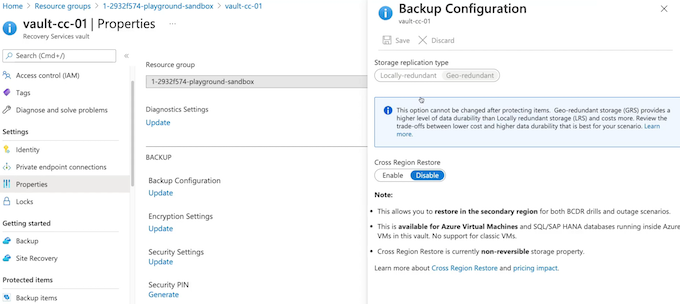 Home > Resource groups > 1-2932f574-playground-sandbox > vault-cc-01
vault-cc-01 | Properties ...
Recovery Services vault
Search (Cmd+/)
Access control (IAM)
Tags
Diagnose and solve problems
Settings
Identity
Private endpoint connections
Properties
Locks
Getting started
Backup
Site Recovery
Protected items
Backup items
Resource group
1-2932f574-playground-sandbox
Diagnostics Settings
Update
BACKUP
Backup Configuration
Update
Encryption Settings
Update
Security Settings
Update
Security PIN
Generate
Backup Configuration
vault-cc-01
Save Discard
Storage replication type
Locally-redundant Geo-redundant
This option cannot be changed after protecting items. Geo-redundant storage (GRS) provides a
higher level of data durability than Locally redundant storage (LRS) and costs more. Review the
trade-offs between lower cost and higher data durability that is best for your scenario. Learn
more.
Cross Region Restore
Enable Disable
Note:
• This allows you to restore in the secondary region for both BCDR drills and outage scenarios.
• This is available for Azure Virtual Machines and SQL/SAP HANA databases running inside Azure
VMs in this vault. No support for classic VMs.
• Cross Region Restore is currently non-reversible storage property.
Learn more about Cross Region Restore and pricing impact.